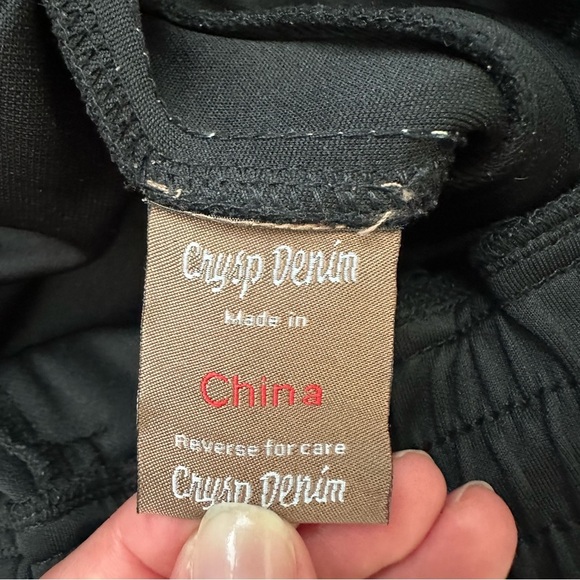 Crysp Denim
Made in
China
Reverse for care
Crysp Denim